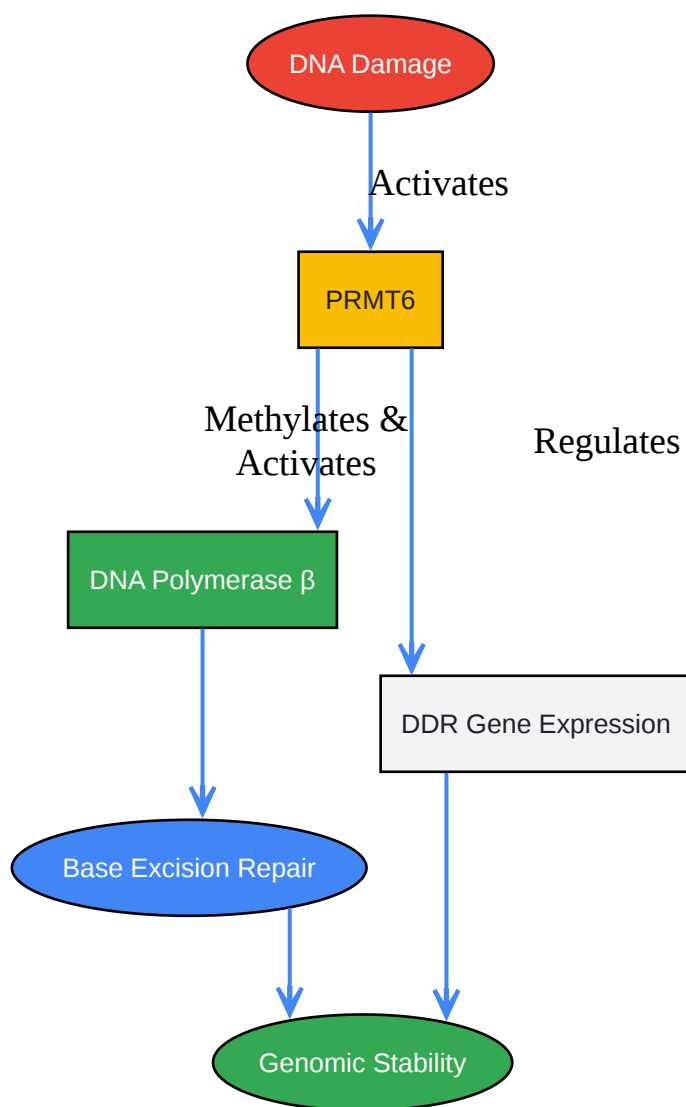 DNA Damage
Activates
PRMT6
Methylates &
Activates
Regulates
DNA Polymerase β
DDR Gene Expression
Base Excision Repair
Genomic Stability